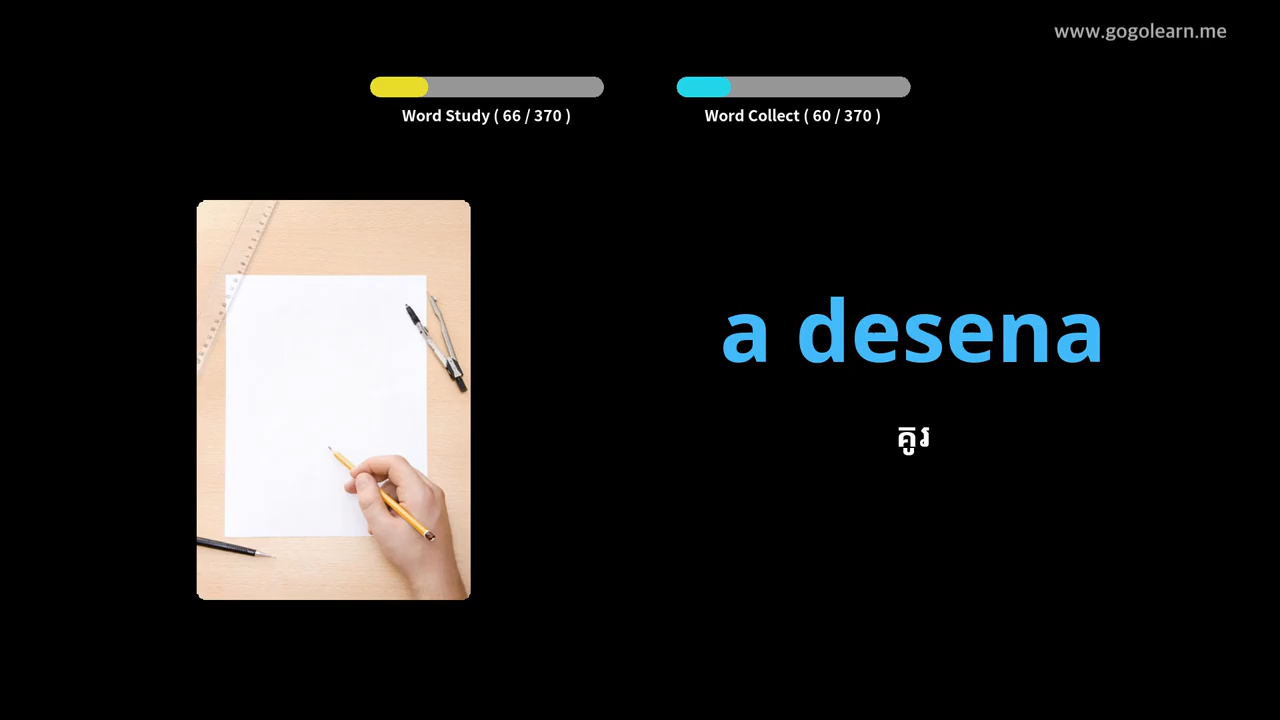 www.gogolearn.me
Word Study ( 66 / 370 )
Word Collect ( 60 / 370 )
a desena
គូរ